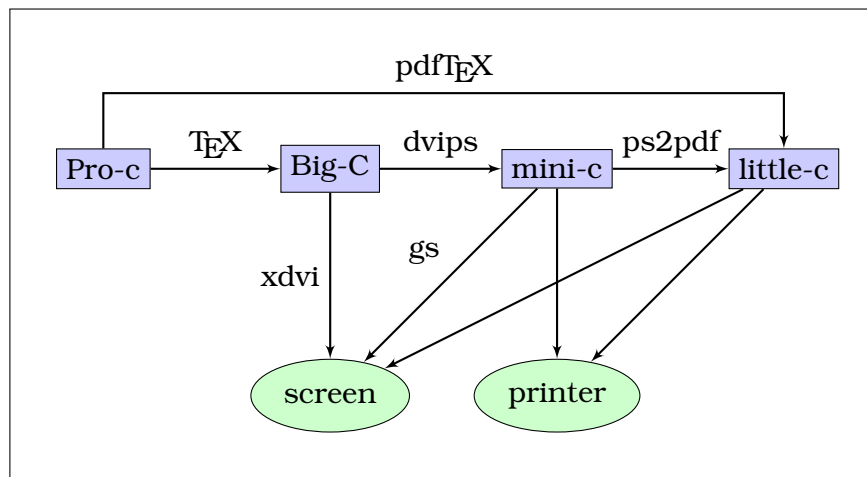 pdfTEX
TEX dvips ps2pdf
Pro-c Big-C mini-c little-c
gs
xdvi
screen printer